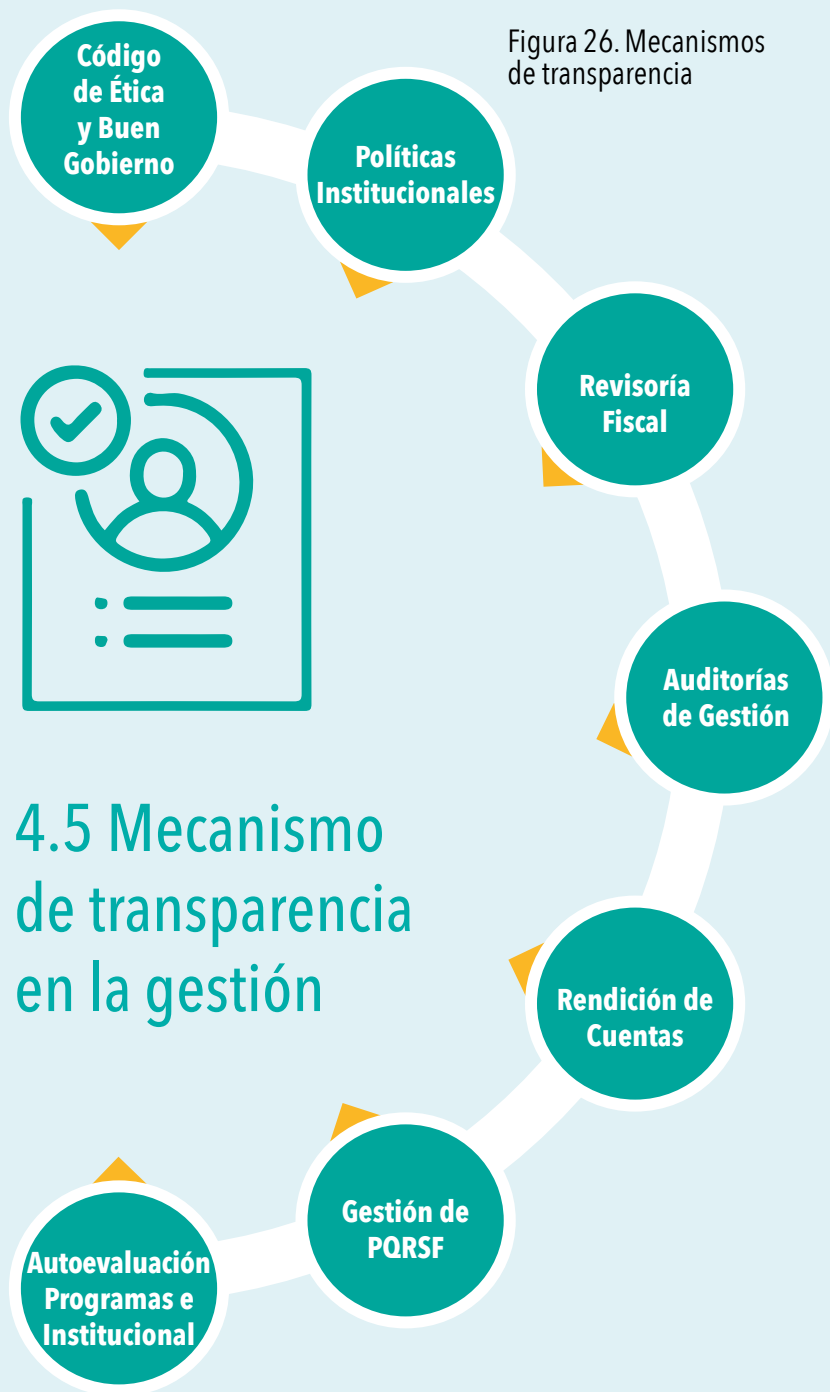 Figura 26. Mecanismos
de transparencia
Código
de Ética
y Buen
Gobierno
Políticas
Institucionales
Revisoría
Fiscal
Auditorías
de Gestión
4.5 Mecanismo
de transparencia
en la gestión
Rendición de
Cuentas
Gestión de
PQRSF
Autoevaluación
Programas e
Institucional